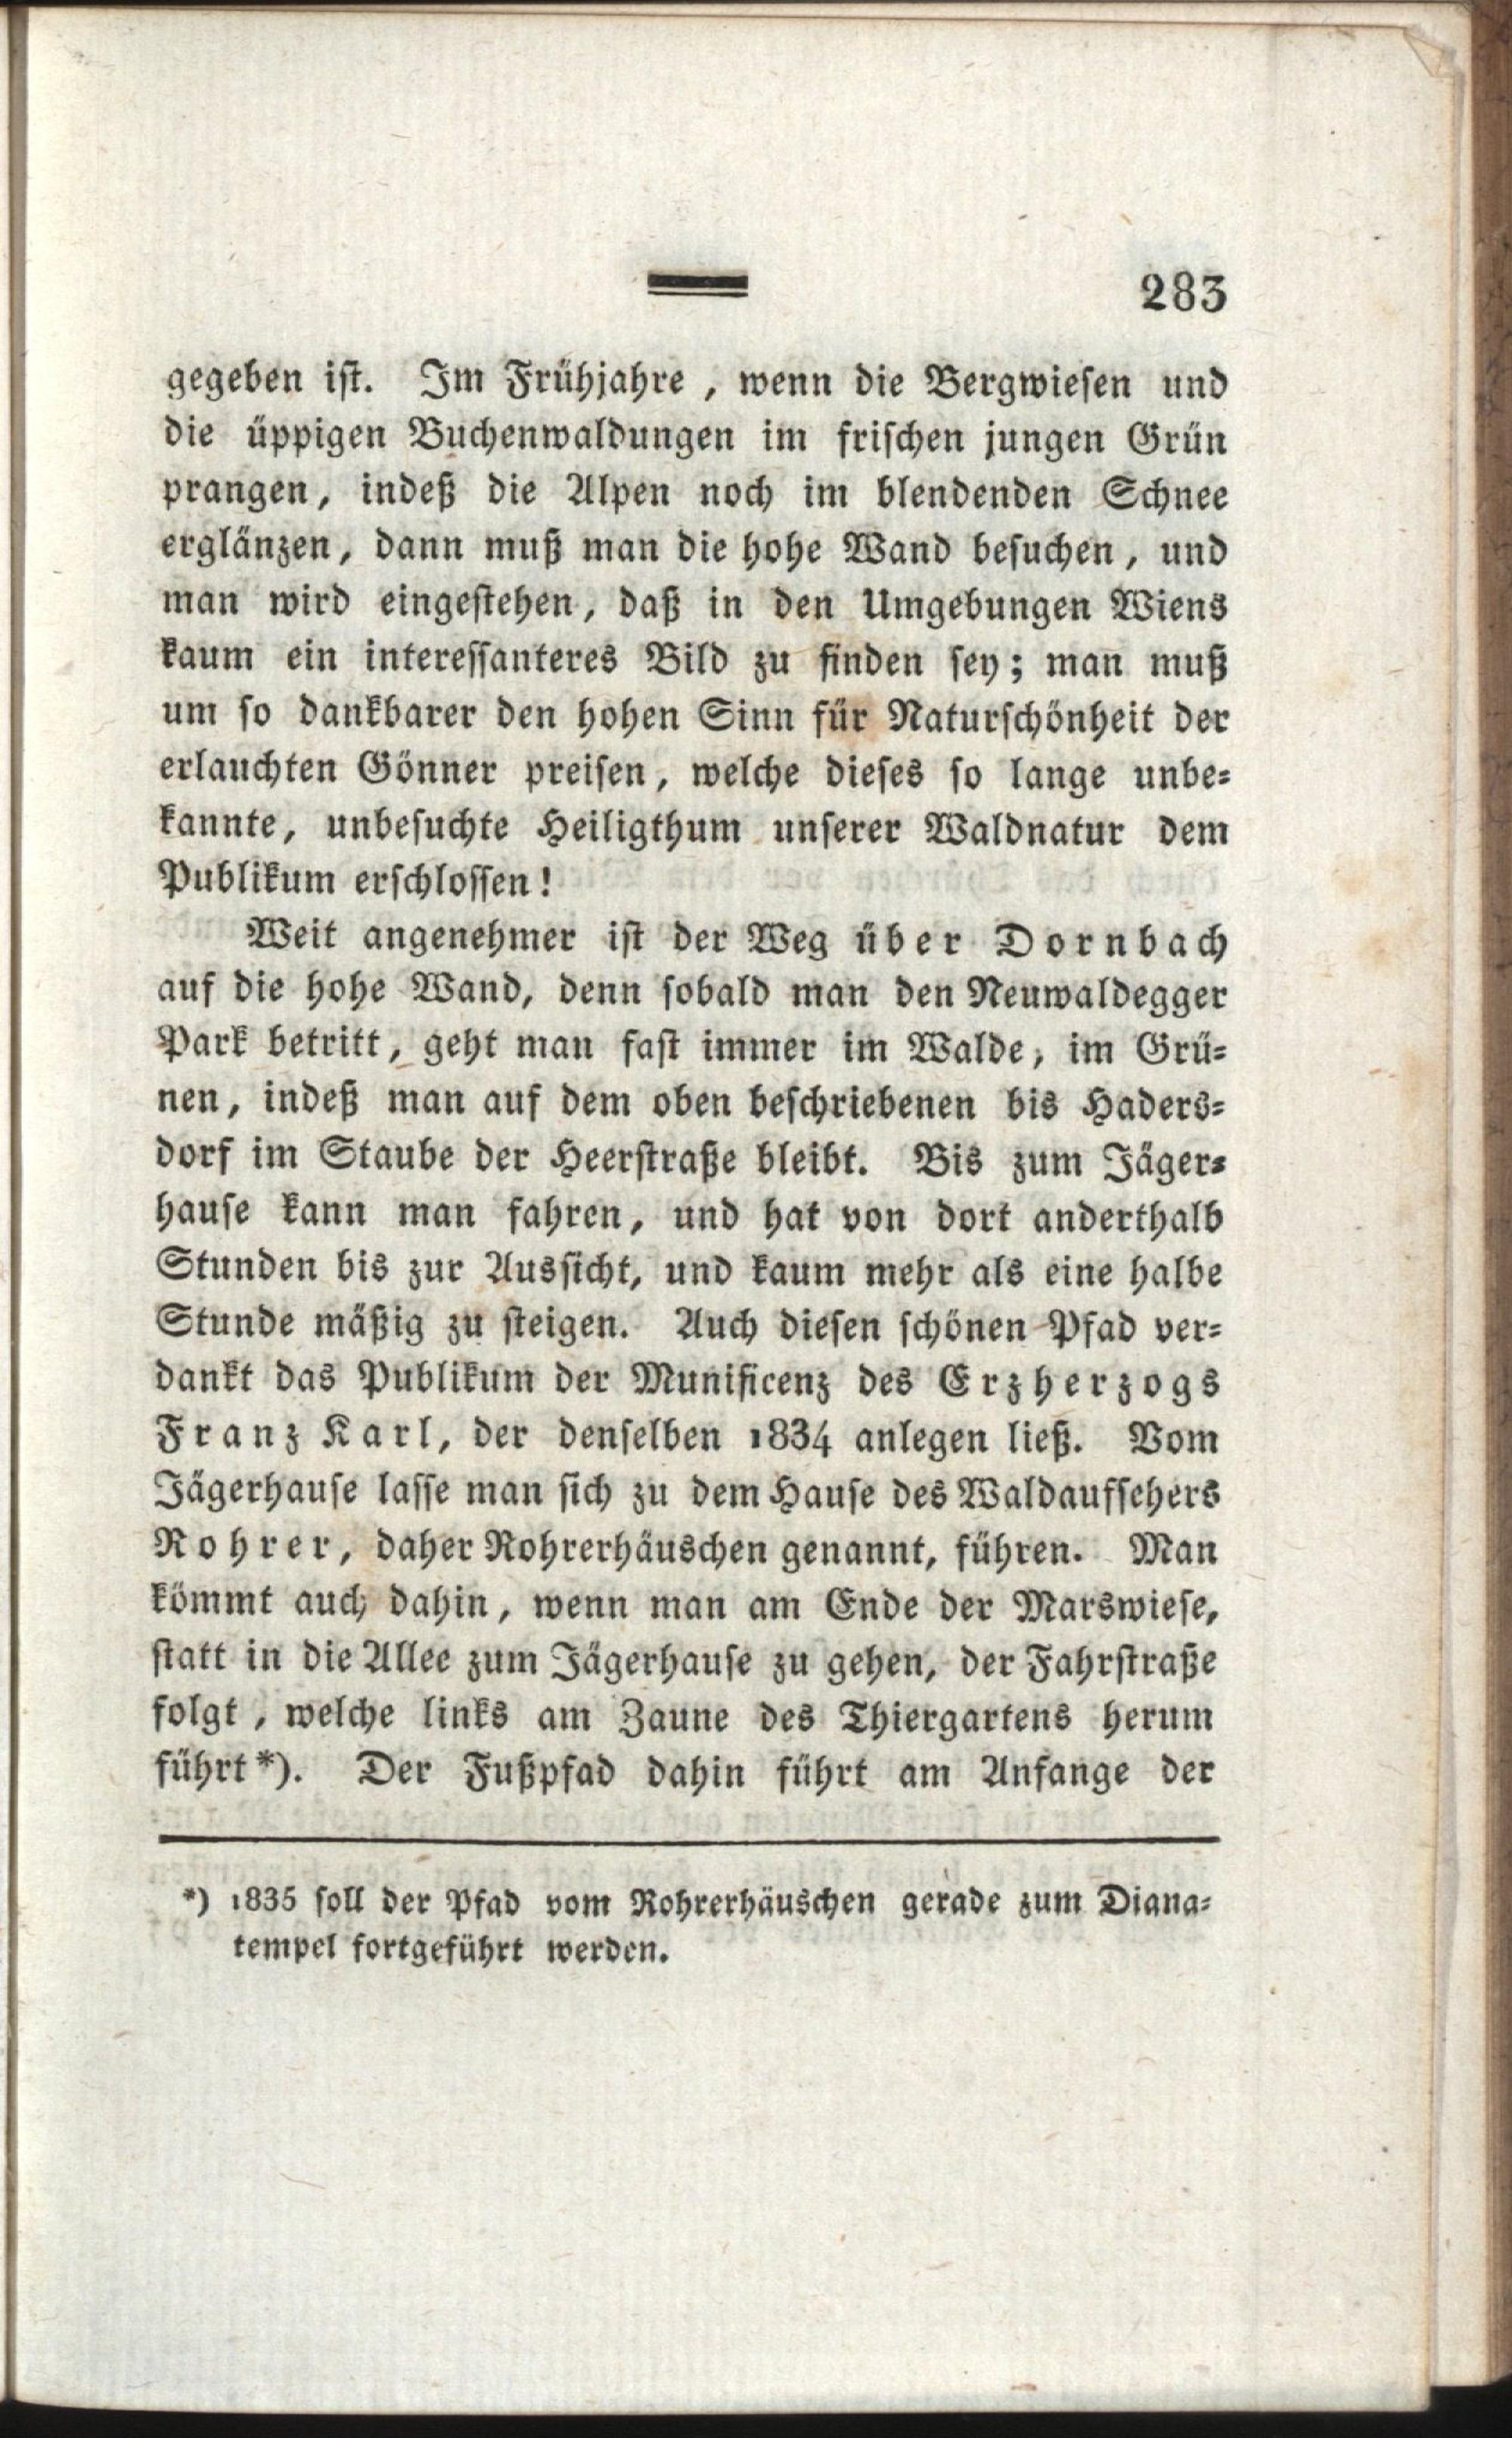 283
gegeben ist. Im Frühjahre, wenn die Bergwiesen und
die üppigen Buchenwaldungen im frischen jungen Grün
prangen, indeß die Alpen noch im blendenden Schnee
erglänzen, dann muß man die hohe Wand besuchen, und
man wird eingestehen, daß in den Umgebungen Wiens
kaum ein interessanteres Bild zu finden sey; man muß
um so dankbarer den hohen Sinn für Naturschönheit der
erlauchten Gönner preisen, welche dieses so lange unbe-
kannte, unbesuchte Heiligthum unserer Waldnatur dem
Publikum erschlossen!
Weit angenehmer ist der Weg über Dornbach
auf die hohe Wand, denn sobald man den Neuwaldegger
Park betritt, geht man fast immer im Walde, im Grü-
nen, indeß man auf dem oben beschriebenen bis Haders-
dorf im Staube der Heerstraße bleibt. Bis zum Jäger-
hause kann man fahren, und hat von dort anderthalb
Stunden bis zur Aussicht, und kaum mehr als eine halbe
Stunde mäßig zu steigen. Auch diesen schönen Pfad ver-
dankt das Publikum der Munificenz des Erzherzogs
Franz Karl, der denselben 1834 anlegen ließ. Vom
Jägerhause lasse man sich zu dem Hause des Waldaufsehers
Rohrer, daher Rohrerhäuschen genannt, führen. Man
kömmt auch dahin, wenn man am Ende der Marswiese,
statt in die Allee zum Jägerhause zu gehen, der Fahrstraße
folgt, welche links am Zaune des Thiergartens herum
führt*). Der Fußpfad dahin führt am Anfange der
*) 1835 soll der Pfad vom Rohrerhäuschen gerade zum Diana-
tempel fortgeführt werden.